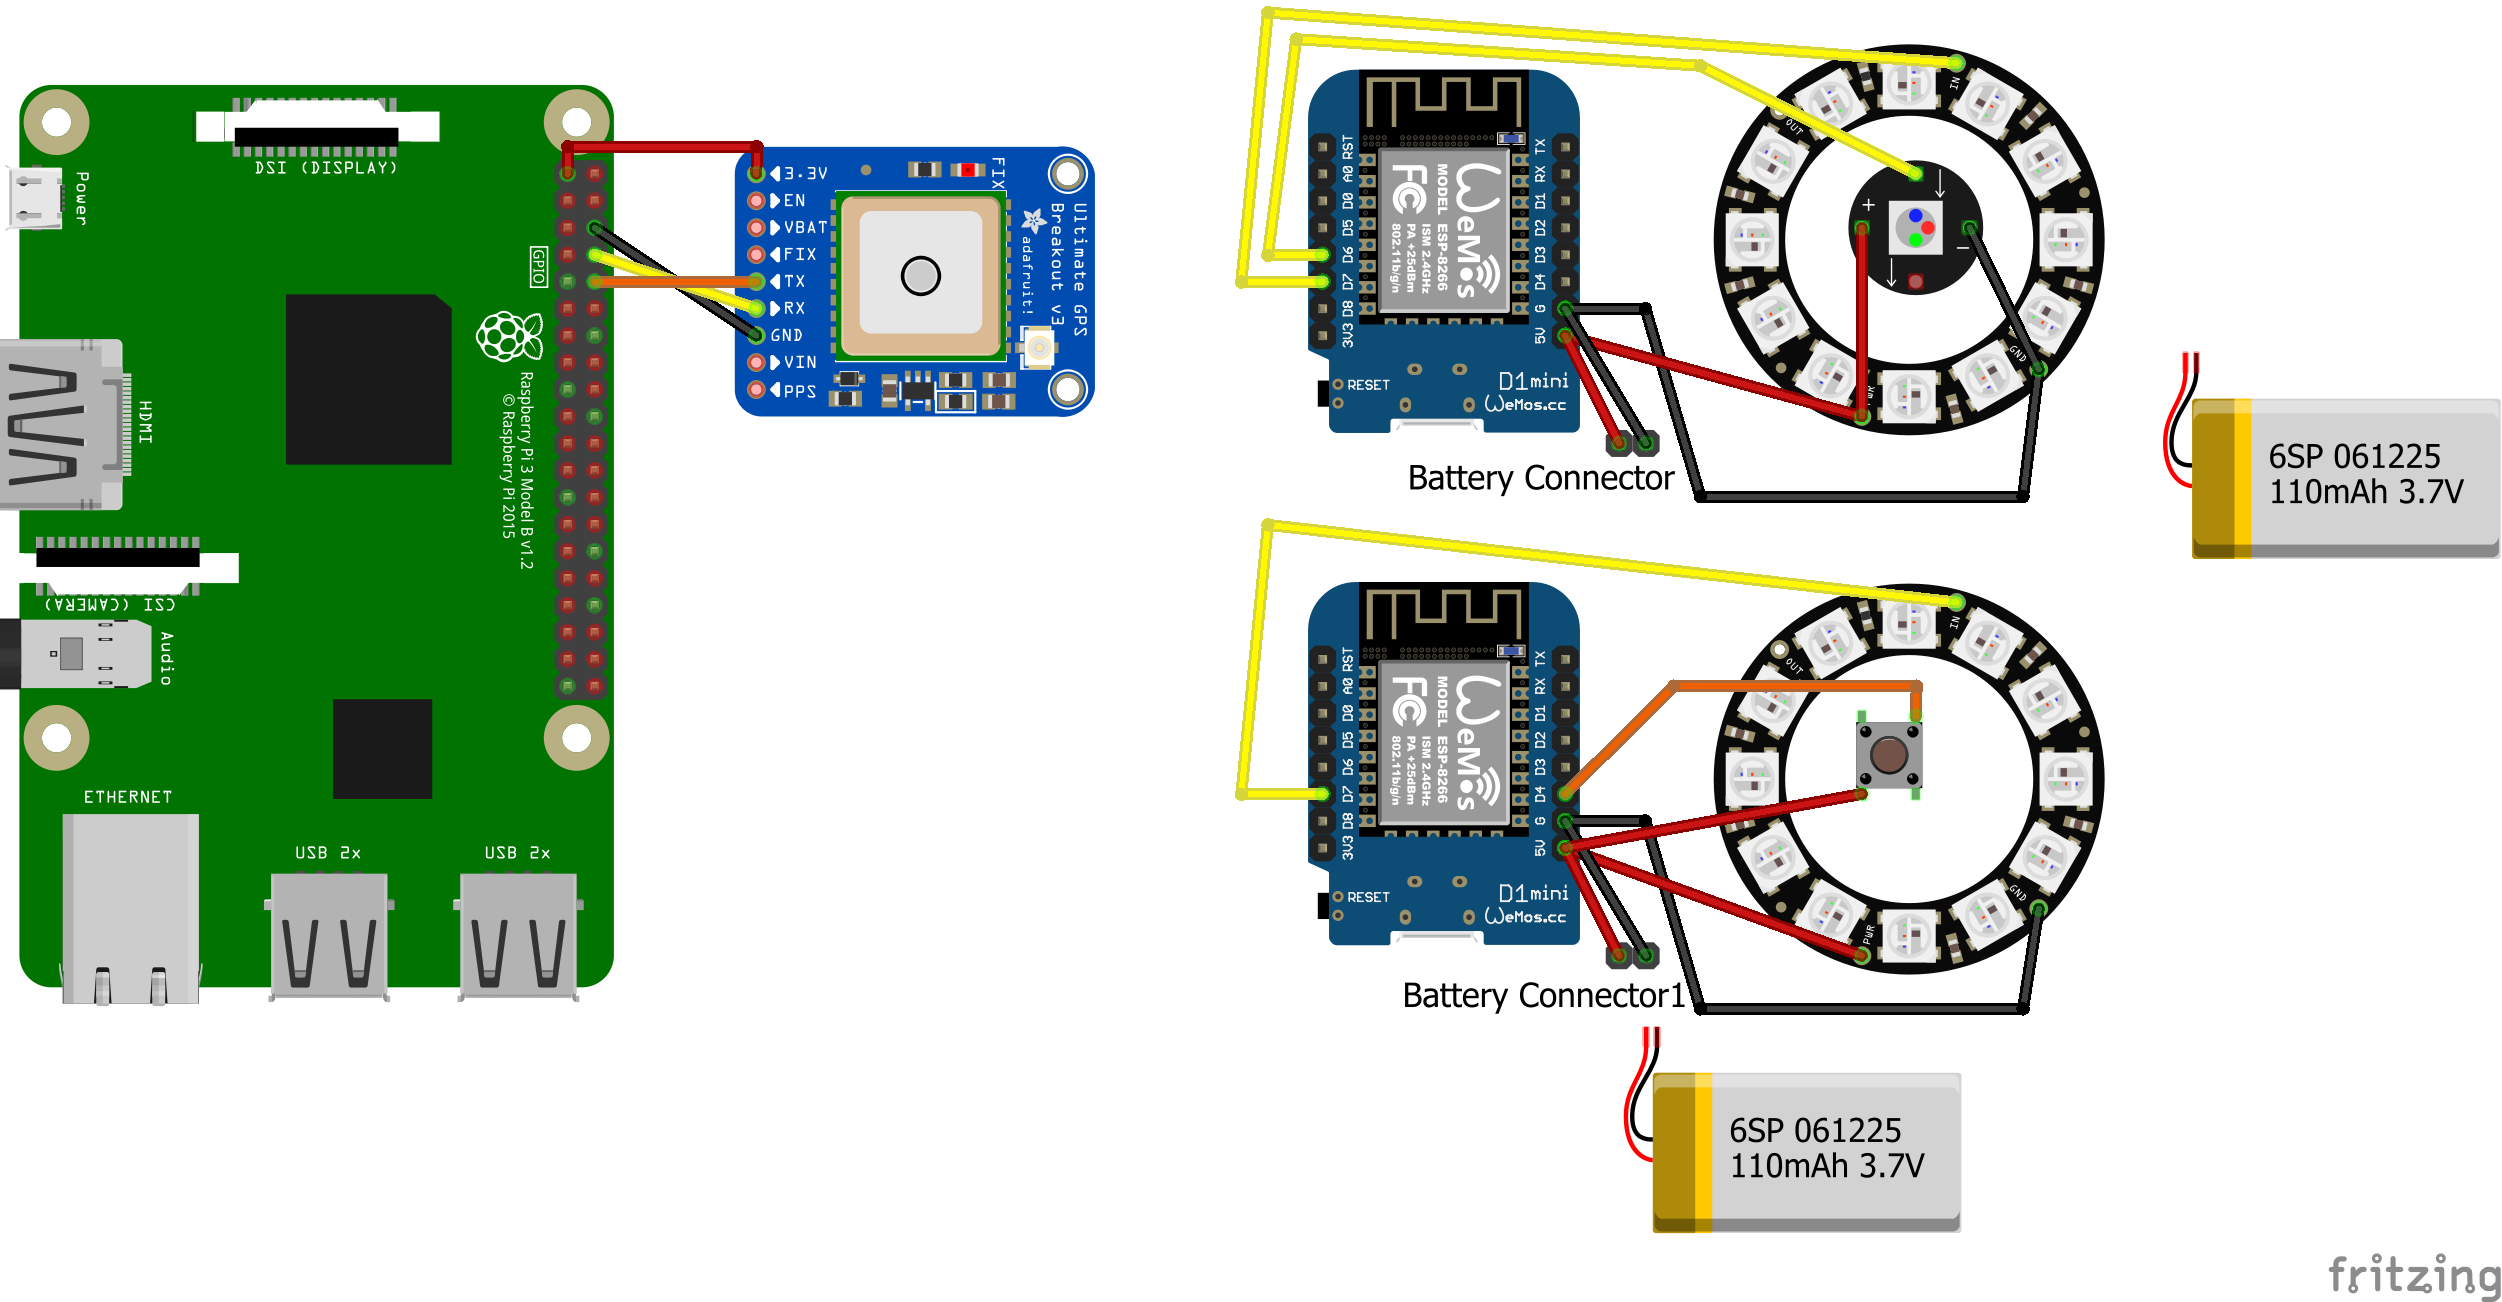 DSI (DISPLAY)
Power
GPIO
HDMI
Raspberry Pi 3 Model B v1.2
© Raspberry Pi 2015
CSI (CAMERA)
Audio
ETHERNET
USB 2x
USB 2x
3.3V
EN
VBAT
FIX
TX
RX
GND
VIN
PPS
FIX
Ultimate GPS
Breakout v3
adafruit!
RST
A0
D0
D5
D6
D7
D8
3V3
TX
RX
D1
D2
D3
D4
G
5V
WeMos
MODEL ESP-8266
ISM 2.4GHz
PA +25dBm
802.11b/g/n
FC
RESET
D1mini
WeMos.cc
Battery Connector
IN
OUT
GND
+
−
6SP 061225
110mAh 3.7V
RST
A0
D0
D5
D6
D7
D8
3V3
TX
RX
D1
D2
D3
D4
G
5V
WeMos
MODEL ESP-8266
ISM 2.4GHz
PA +25dBm
802.11b/g/n
FC
RESET
D1mini
WeMos.cc
Battery Connector1
IN
OUT
GND
PWR
6SP 061225
110mAh 3.7V
fritzing